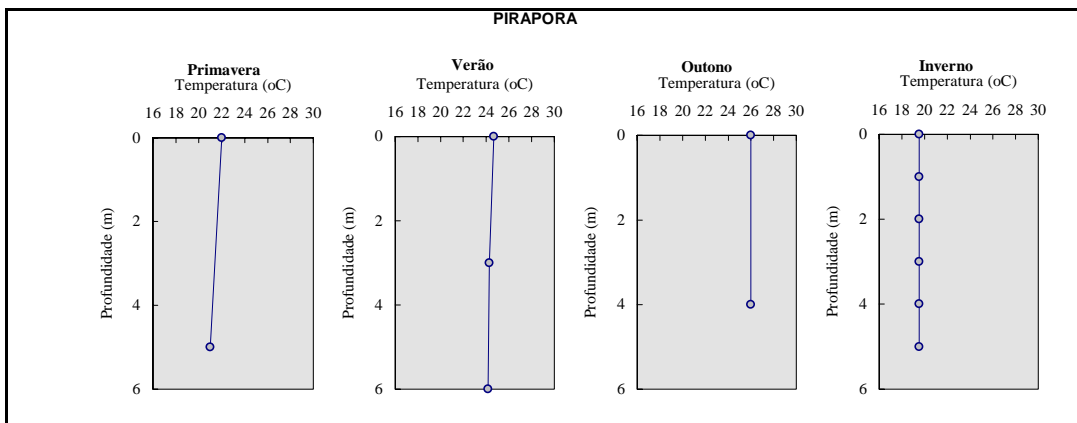 PIRAPORA
Primavera
Temperatura (oC)
16 18 20 22 24 26 28 30
0
2
4
6
Profundidade (m)
Verão
Temperatura (oC)
16 18 20 22 24 26 28 30
0
2
4
6
Profundidade (m)
Outono
Temperatura (oC)
16 18 20 22 24 26 28 30
0
2
4
6
Profundidade (m)
Inverno
Temperatura (oC)
16 18 20 22 24 26 28 30
0
2
4
6
Profundidade (m)